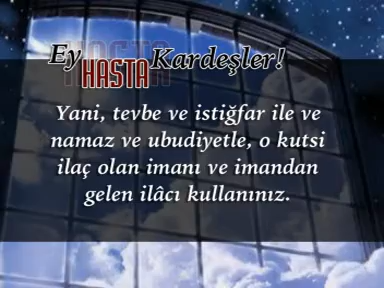 Ey HASTA Kardeşler!
Yani, tevbe ve istiğfar ile ve
namaz ve ubudiyetle, o kutsi
ilaç olan imanı ve imandan
gelen ilâcı kullanınız.